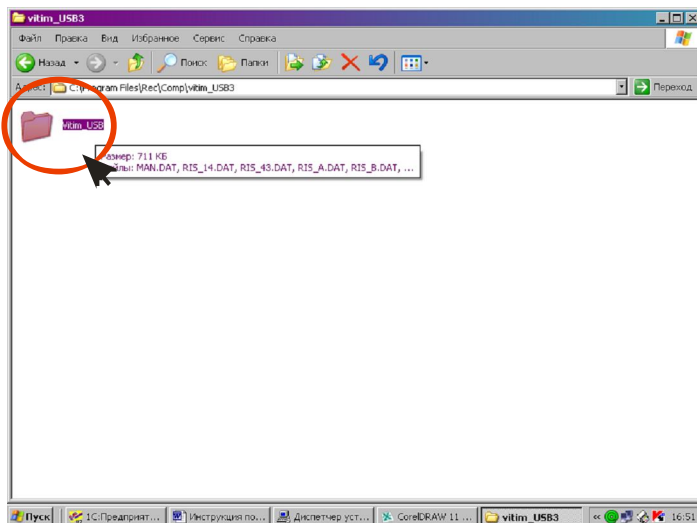 vitim_USB3
Файл Правка Вид Избранное Сервис Справка
Назад Поиск Папки
C:\Program Files\Rec\Comp\vitim_USB3 Переход
vitim_USB
Размер: 711 КБ
MAN.DAT, RIS_14.DAT, RIS_43.DAT, RIS_A.DAT, RIS_B.DAT, ...
Пуск 1С:Предприят... Инструкция по... Диспетчер уст... CorelDRAW 11 ... vitim_USB3 « 16:51